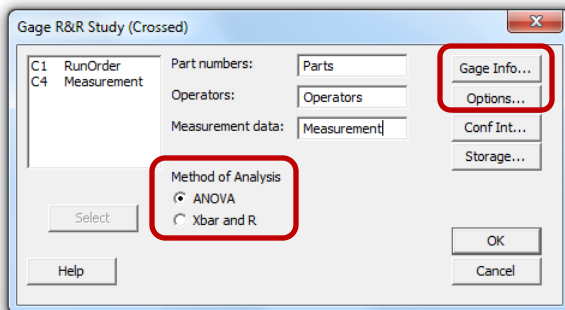 Gage R&R Study (Crossed)
C1 RunOrder
C4 Measurement
Part numbers: Parts
Operators: Operators
Measurement data: Measurement
Method of Analysis
ANOVA
Xbar and R
Gage Info...
Options...
Conf Int...
Storage...
Select
OK
Help
Cancel